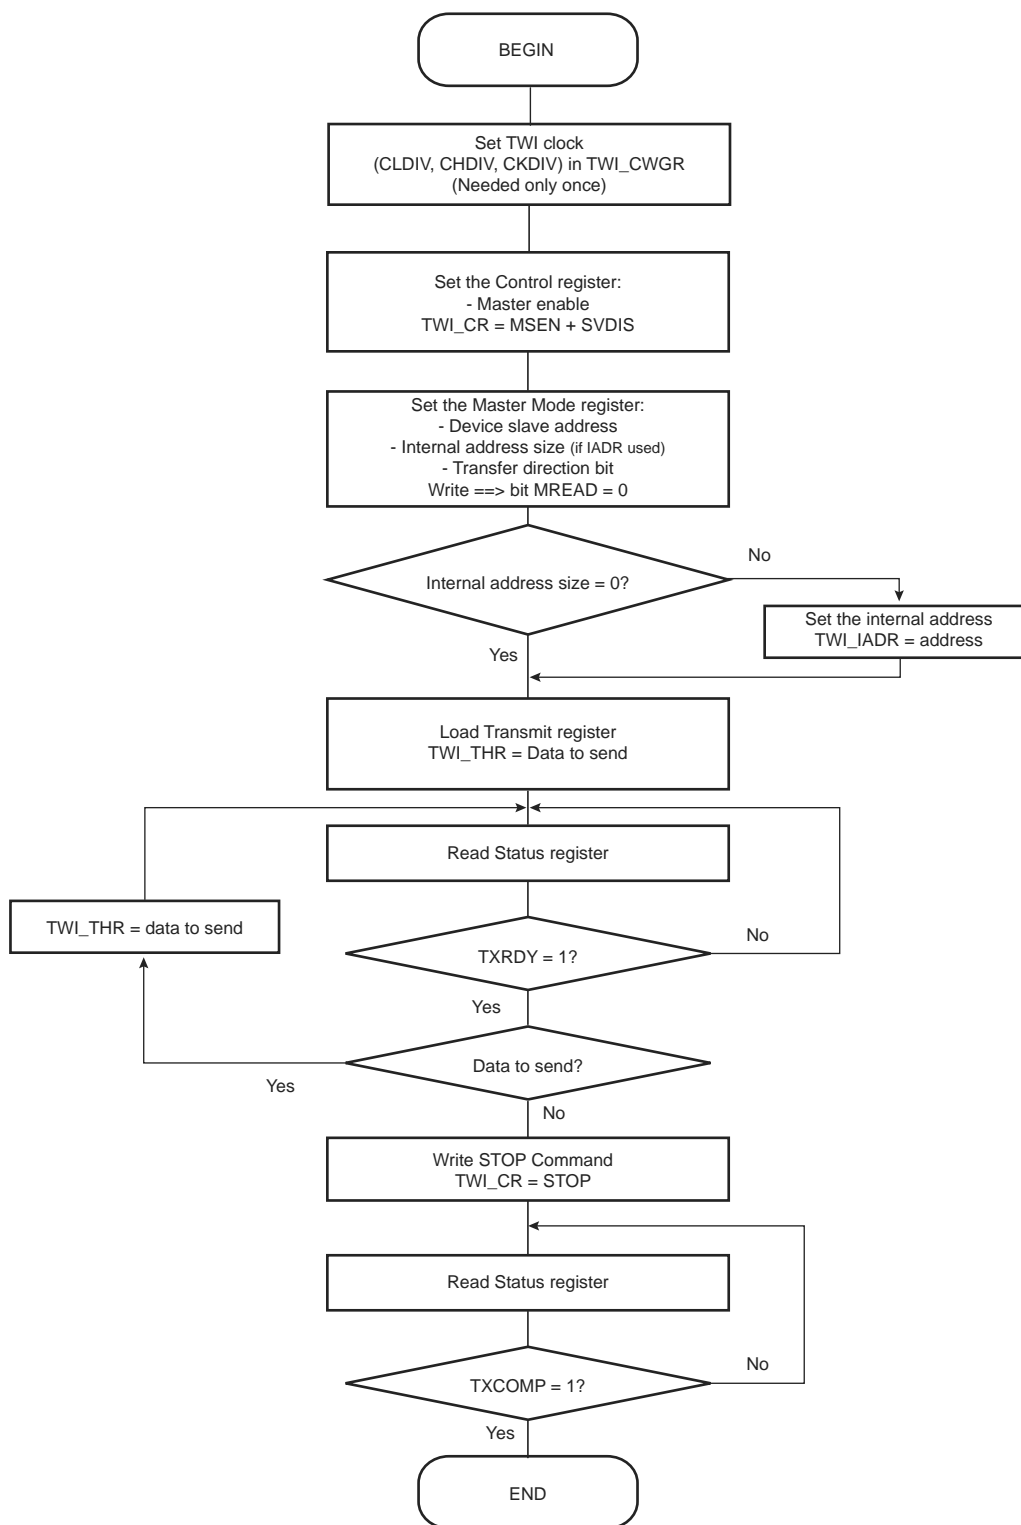 BEGIN
Set TWI clock
(CLDIV, CHDIV, CKDIV) in TWI_CWGR
(Needed only once)
Set the Control register:
- Master enable
TWI_CR = MSEN + SVDIS
Set the Master Mode register:
- Device slave address
- Internal address size (if IADR used)
- Transfer direction bit
Write ==> bit MREAD = 0
No
Internal address size = 0?
Set the internal address
TWI_IADR = address
Yes
Load Transmit register
TWI_THR = Data to send
Read Status register
TWI_THR = data to send
No
TXRDY = 1?
Yes
Data to send?
Yes
No
Write STOP Command
TWI_CR = STOP
Read Status register
No
TXCOMP = 1?
Yes
END